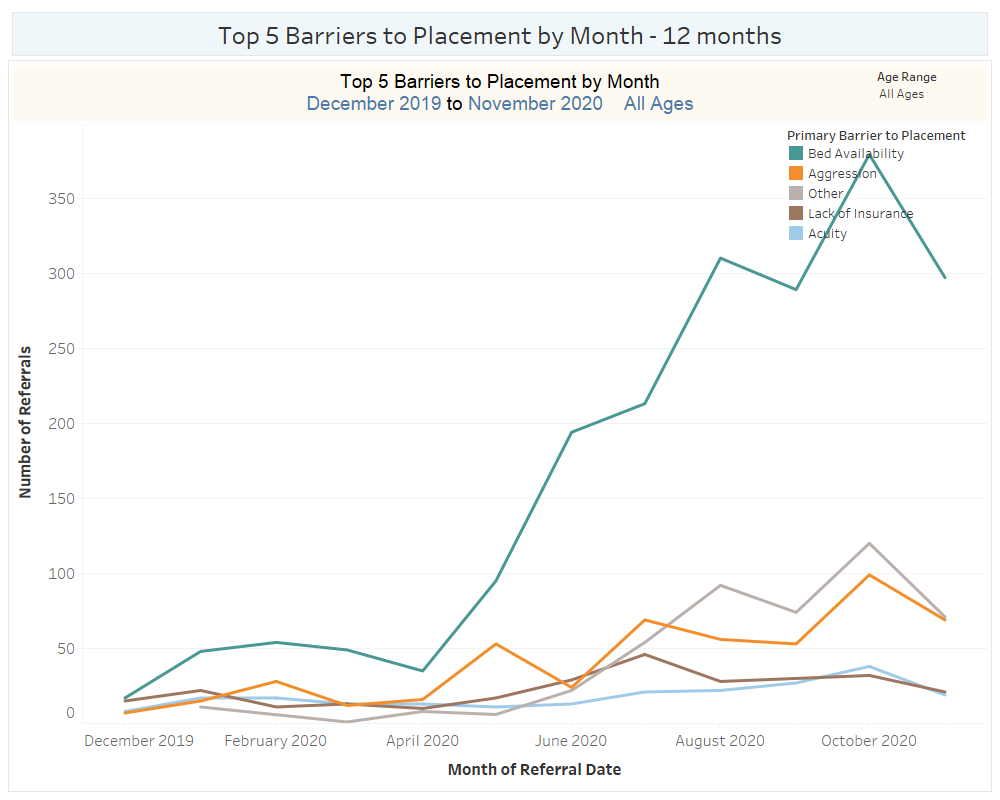 Top 5 Barriers to Placement by Month - 12 months
Top 5 Barriers to Placement by Month
December 2019 to November 2020 All Ages
Age Range
All Ages
Primary Barrier to Placement
Bed Availability
Aggression
Other
Lack of Insurance
Acuity
350
300
250
200
150
100
50
0
Number of Referrals
December 2019 February 2020 April 2020 June 2020 August 2020 October 2020
Month of Referral Date